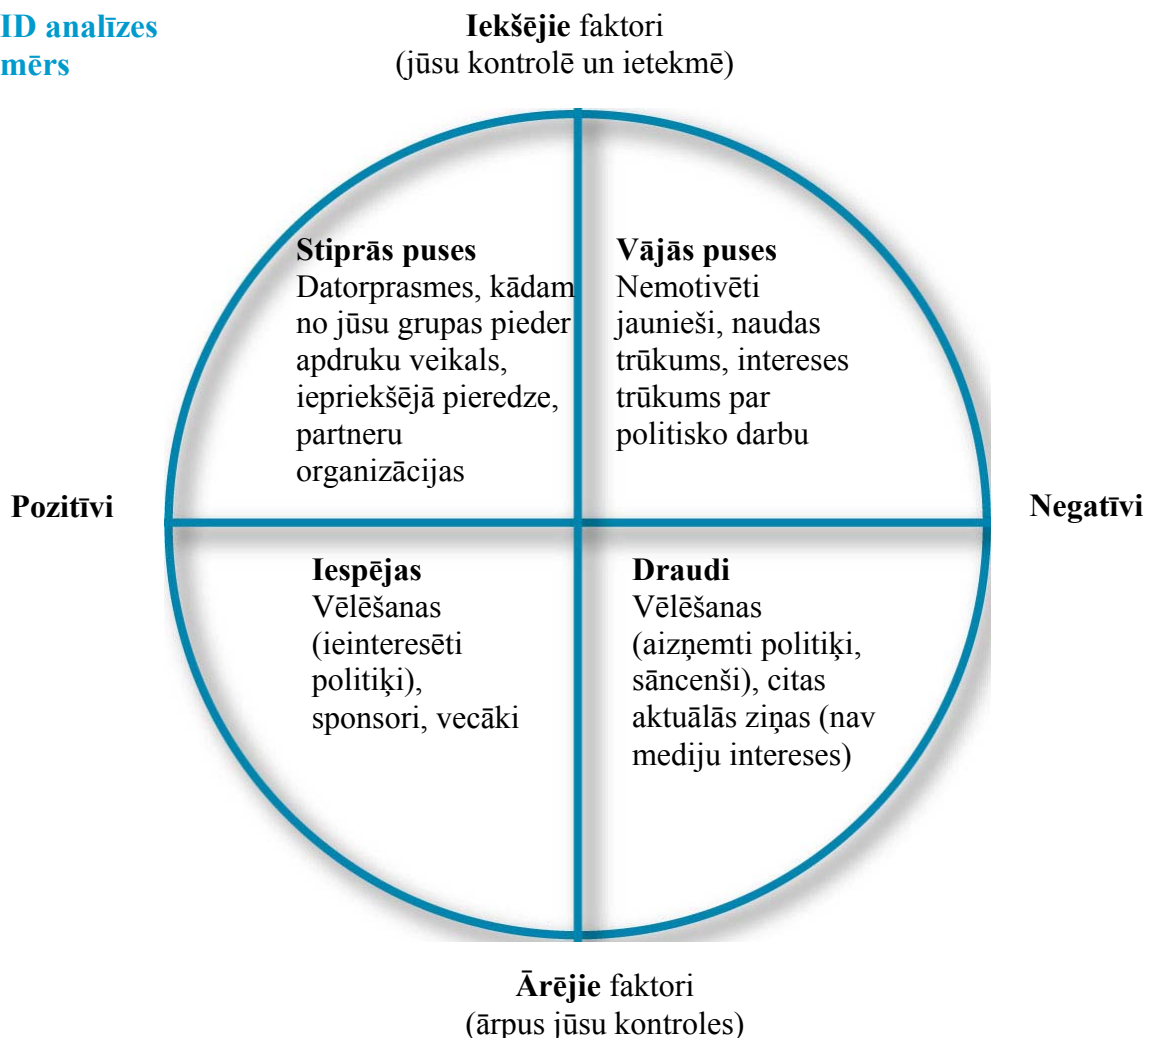 ID analīzes
mērs
Iekšējie faktori
(jūsu kontrolē un ietekmē)
Stiprās puses
Datorprasmes, kādam
no jūsu grupas pieder
apdruku veikals,
iepriekšējā pieredze,
partneru
organizācijas
Vājās puses
Nemotivēti
jaunieši, naudas
trūkums, intereses
trūkums par
politisko darbu
Pozitīvi
Negatīvi
Iespējas
Vēlēšanas
(ieinteresēti
politiķi),
sponsori, vecāki
Draudi
Vēlēšanas
(aizņemti politiķi,
sāncenši), citas
aktuālās ziņas (nav
mediju intereses)
Ārējie faktori
(ārpus jūsu kontroles)